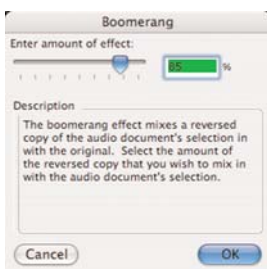 Boomerang
Enter amount of effect:
85 %
Description
The boomerang effect mixes a reversed
copy of the audio document's selection in
with the original. Select the amount of
the reversed copy that you wish to mix in
with the audio document's selection.
Cancel OK